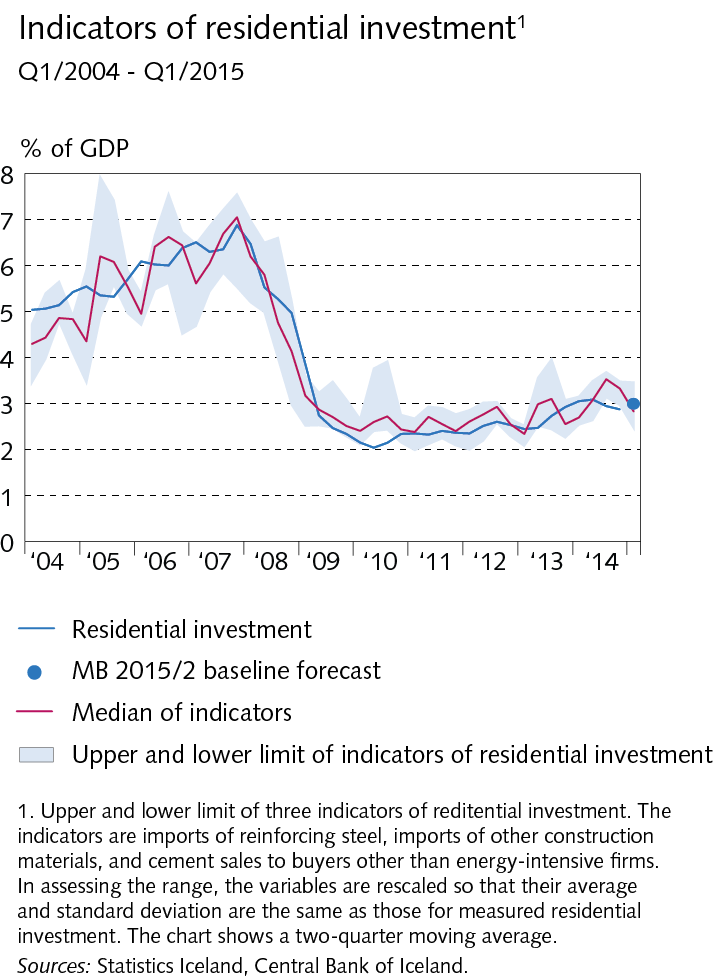 Indicators of residential investment¹
Q1/2004 - Q1/2015
% of GDP
8
7
6
5
4
3
2
1
0
‘04 ‘05 ‘06 ‘07 ‘08 ‘09 ‘10 ‘11 ‘12 ‘13 ‘14
Residential investment
MB 2015/2 baseline forecast
Median of indicators
Upper and lower limit of indicators of residential investment
1. Upper and lower limit of three indicators of reditential investment. The
indicators are imports of reinforcing steel, imports of other construction
materials, and cement sales to buyers other than energy-intensive firms.
In assessing the range, the variables are rescaled so that their average
and standard deviation are the same as those for measured residential
investment. The chart shows a two-quarter moving average.
Sources: Statistics Iceland, Central Bank of Iceland.